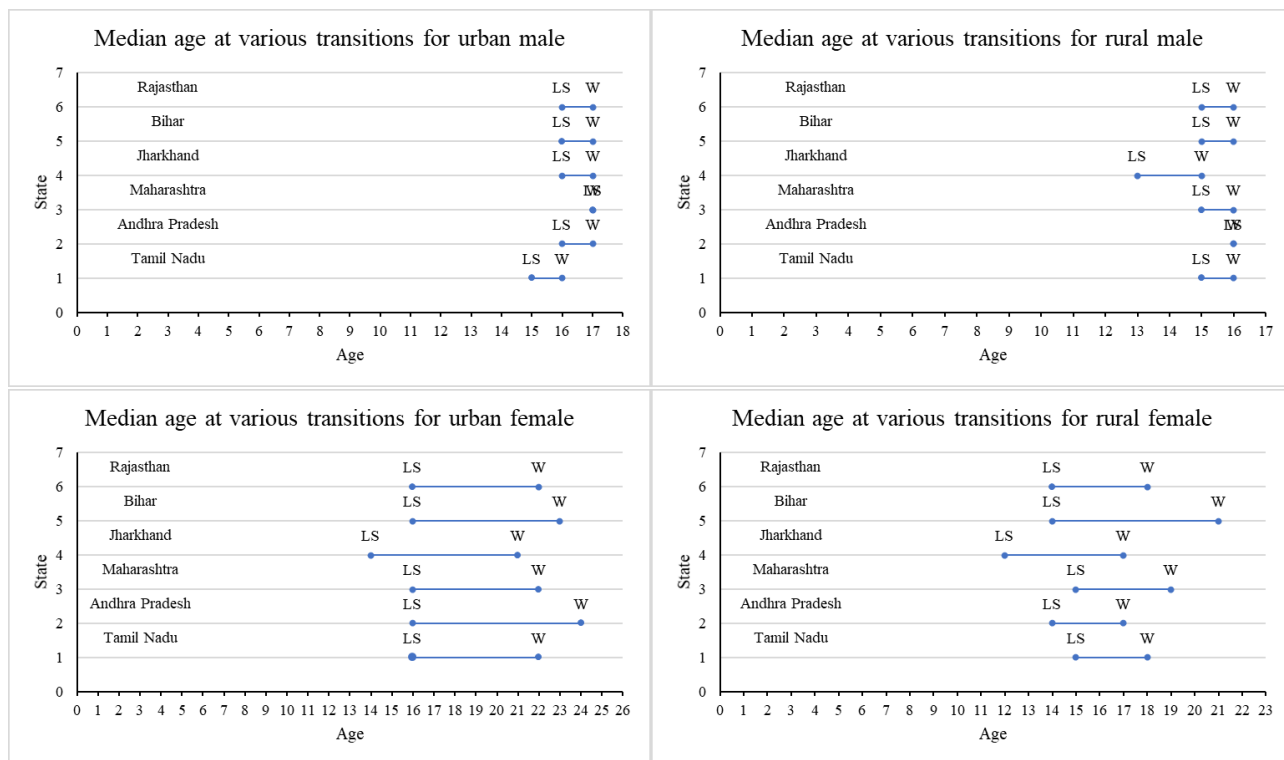 Median age at various transitions for urban male
7
Rajasthan LS W
6
Bihar LS W
5
Jharkhand LS W
4
Maharashtra LS W
3
Andhra Pradesh LS W
2
Tamil Nadu LS W
1
0
State
0 1 2 3 4 5 6 7 8 9 10 11 12 13 14 15 16 17 18
Age
Median age at various transitions for rural male
7
Rajasthan LS W
6
Bihar LS W
5
Jharkhand LS W
4
Maharashtra LS W
3
Andhra Pradesh LS W
2
Tamil Nadu LS W
1
0
State
0 1 2 3 4 5 6 7 8 9 10 11 12 13 14 15 16 17
Age
Median age at various transitions for urban female
7
Rajasthan LS W
6
Bihar LS W
5
Jharkhand LS W
4
Maharashtra LS W
3
Andhra Pradesh LS W
2
Tamil Nadu LS W
1
0
State
0 1 2 3 4 5 6 7 8 9 10 11 12 13 14 15 16 17 18 19 20 21 22 23 24 25 26
Age
Median age at various transitions for rural female
7
Rajasthan LS W
6
Bihar LS W
5
Jharkhand LS W
4
Maharashtra LS W
3
Andhra Pradesh LS W
2
Tamil Nadu LS W
1
0
State
0 1 2 3 4 5 6 7 8 9 10 11 12 13 14 15 16 17 18 19 20 21 22 23
Age